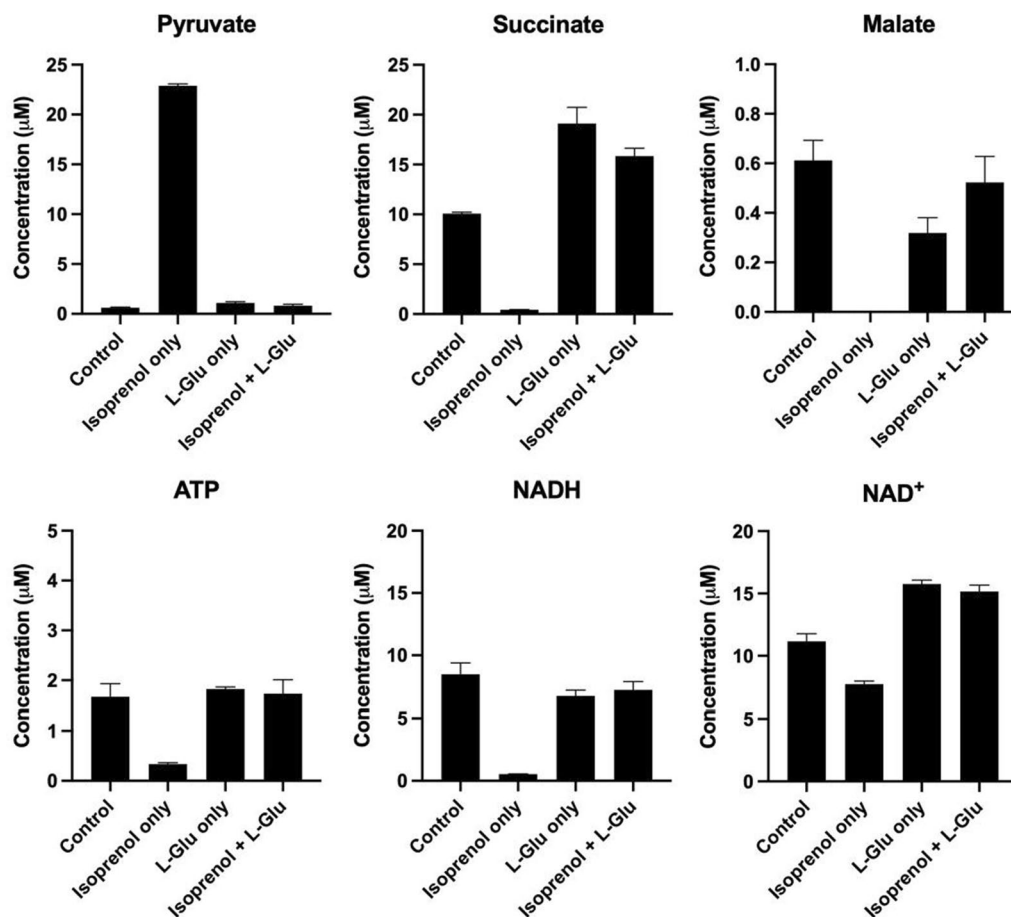 Pyruvate
Concentration (μM)
25
20
15
10
5
0
Control
Isoprenol only
L-Glu only
Isoprenol + L-Glu
Succinate
Concentration (μM)
25
20
15
10
5
0
Control
Isoprenol only
L-Glu only
Isoprenol + L-Glu
Malate
Concentration (μM)
1.0
0.8
0.6
0.4
0.2
0.0
Control
Isoprenol only
L-Glu only
Isoprenol + L-Glu
ATP
Concentration (μM)
5
4
3
2
1
0
Control
Isoprenol only
L-Glu only
Isoprenol + L-Glu
NADH
Concentration (μM)
20
15
10
5
0
Control
Isoprenol only
L-Glu only
Isoprenol + L-Glu
NAD⁺
Concentration (μM)
20
15
10
5
0
Control
Isoprenol only
L-Glu only
Isoprenol + L-Glu